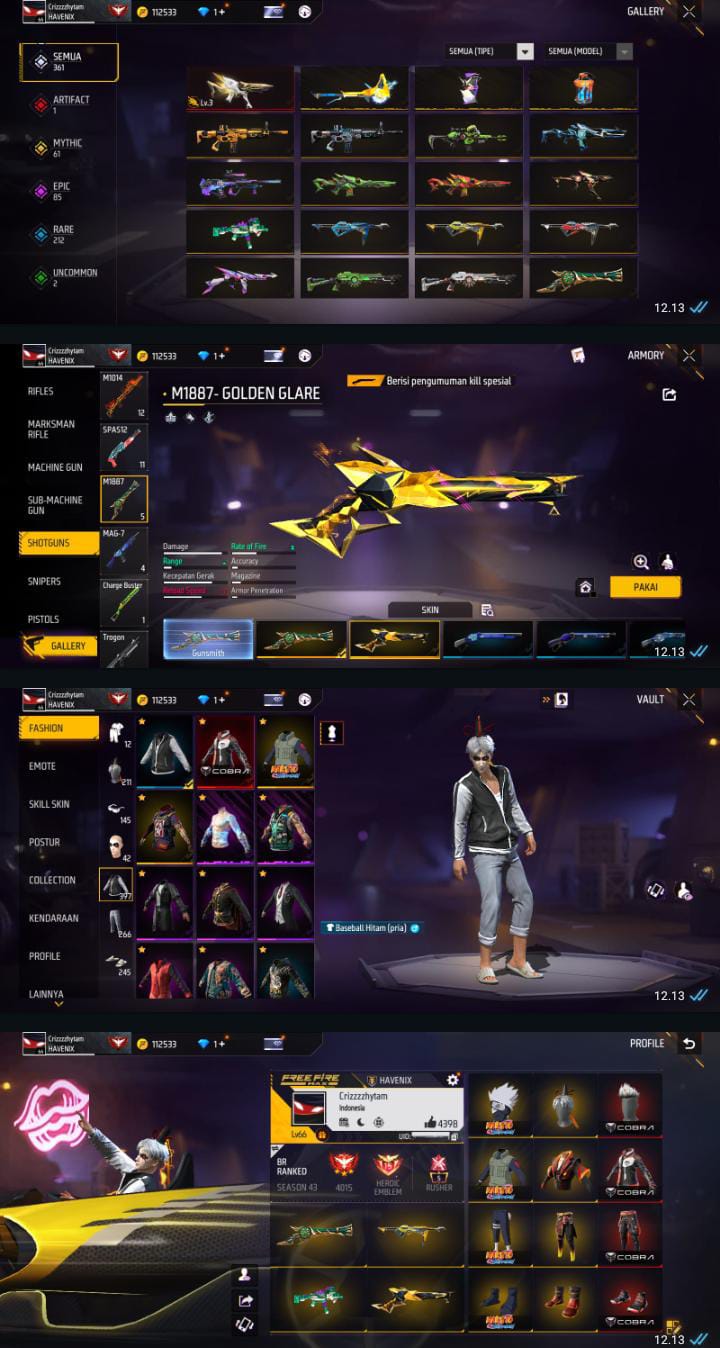 Crizzzzhytam
HAVENIX
112533
1+
GALLERY
SEMUA
361
SEMUA (TIPE)
SEMUA (MODEL)
ARTIFACT
1
MYTHIC
61
EPIC
85
RARE
212
UNCOMMON
2
Lv.3
12.13
Crizzzzhytam
HAVENIX
112533
1+
ARMORY
RIFLES
MARKSMAN
RIFLE
MACHINE GUN
SUB-MACHINE
GUN
SHOTGUNS
SNIPERS
PISTOLS
GALLERY
M1014
12
SPAS12
11
M1887
5
MAG-7
4
Charge Buster
1
Trogon
M1887- GOLDEN GLARE
Berisi pengumuman kill spesial
Damage
Rate of Fire
Range
Accuracy
Kecepatan Gerak
Magazine
Reload Speed
Armor Penetration
PAKAI
SKIN
Gunsmith
12.13
Crizzzzhytam
HAVENIX
112533
1+
VAULT
FASHION
EMOTE
SKILL SKIN
POSTUR
COLLECTION
KENDARAAN
PROFILE
LAINNYA
12
211
145
42
397
266
245
COBRA
NARUTO
Baseball Hitam (pria)
12.13
Crizzzzhytam
HAVENIX
112533
1+
PROFILE
FREE FIRE
MAX
HAVENIX
Crizzzzhytam
Indonesia
4398
Lv66
UID:
BR
RANKED
SEASON 43
4015
HEROIC
EMBLEM
RUSHER
NARUTO
COBRA
NARUTO
COBRA
NARUTO
COBRA
NARUTO
COBRA
12.13